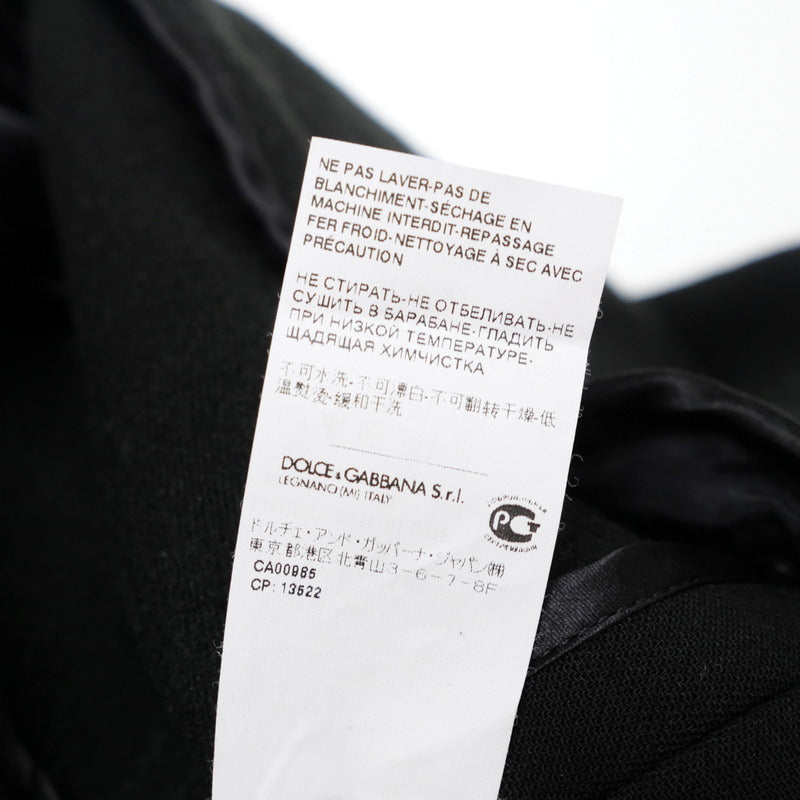 NE PAS LAVER-PAS DE
BLANCHIMENT-SÉCHAGE EN
MACHINE INTERDIT-REPASSAGE
FER FROID-NETTOYAGE À SEC AVEC
PRÉCAUTION
НЕ СТИРАТЬ-НЕ ОТБЕЛИВАТЬ-НЕ
СУШИТЬ В БАРАБАНЕ-ГЛАДИТЬ
ПРИ НИЗКОЙ ТЕМПЕРАТУРЕ-
ЩАДЯЩАЯ ХИМЧИСТКА
不可水洗-不可漂白-不可翻转干燥-低
温熨烫-缓和干洗
DOLCE & GABBANA S.r.l.
LEGNANO (MI) ITALY
РСТ
ドルチェ・アンド・ガッバーナ・ジャパン㈱
東京都港区北青山3-6-7-8F
CA00985
CP: 13522